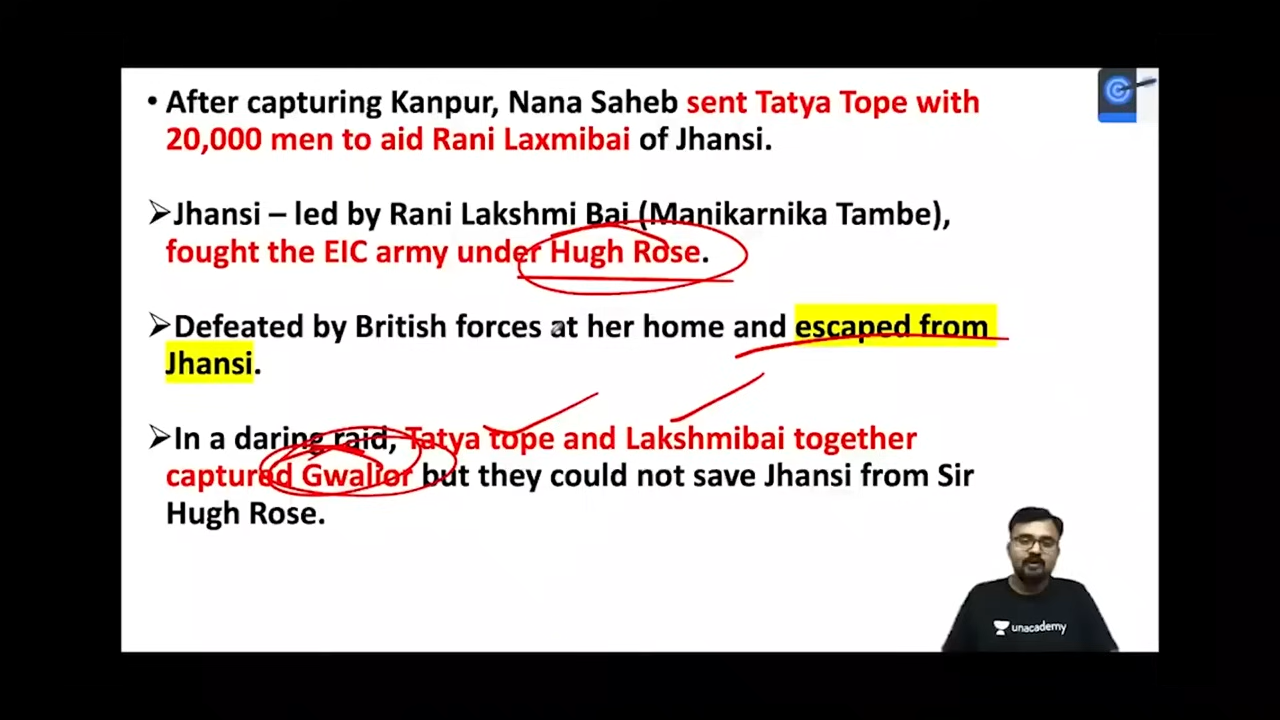 • After capturing Kanpur, Nana Saheb sent Tatya Tope with
20,000 men to aid Rani Laxmibai of Jhansi.
➢Jhansi – led by Rani Lakshmi Bai (Manikarnika Tambe),
fought the EIC army under Hugh Rose.
➢Defeated by British forces at her home and escaped from
Jhansi.
➢In a daring raid, Tatya tope and Lakshmibai together
captured Gwalior but they could not save Jhansi from Sir
Hugh Rose.
unacademy